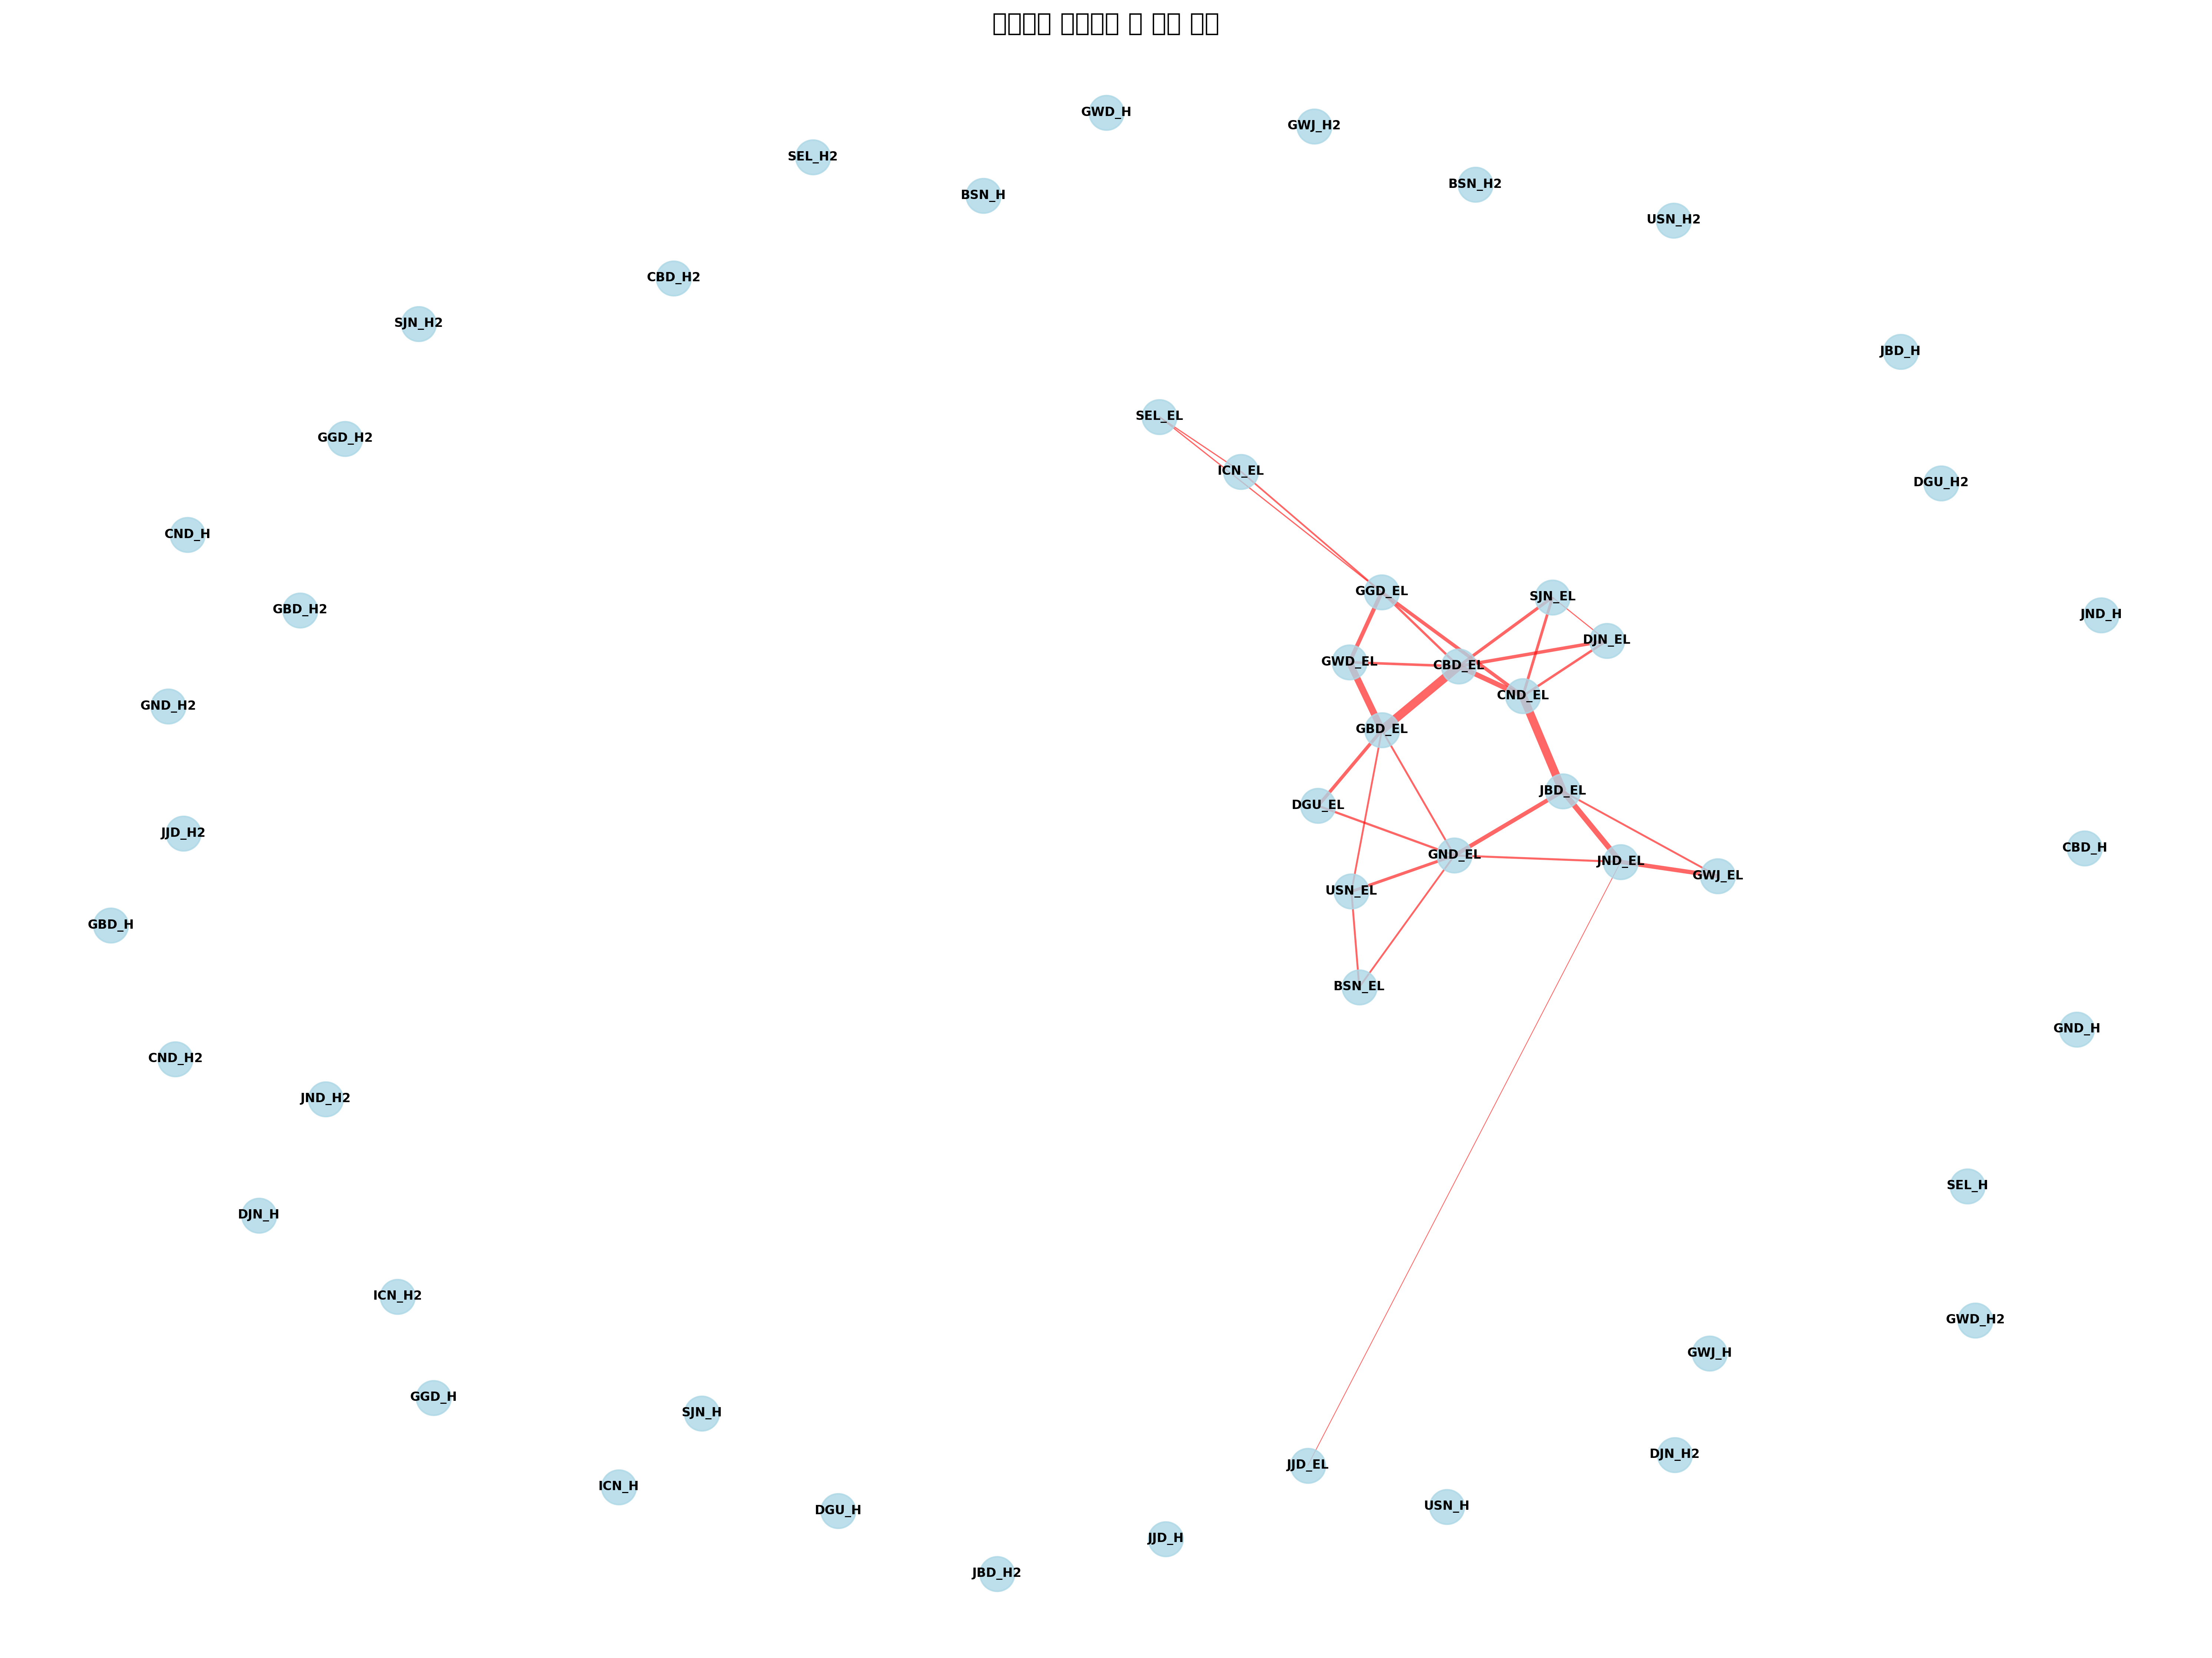 GWD_H
GWJ_H2
SEL_H2
BSN_H2
BSN_H
USN_H2
CBD_H2
SJN_H2
JBD_H
SEL_EL
GGD_H2
ICN_EL
DGU_H2
CND_H
GGD_EL
SJN_EL
GBD_H2
JND_H
DJN_EL
GWD_EL
CBD_EL
CND_EL
GND_H2
GBD_EL
JBD_EL
DGU_EL
JJD_H2
CBD_H
GND_EL
JND_EL
GWJ_EL
USN_EL
GBD_H
BSN_EL
GND_H
CND_H2
JND_H2
SEL_H
DJN_H
ICN_H2
GWD_H2
GWJ_H
GGD_H
SJN_H
DJN_H2
JJD_EL
ICN_H
USN_H
DGU_H
JJD_H
JBD_H2